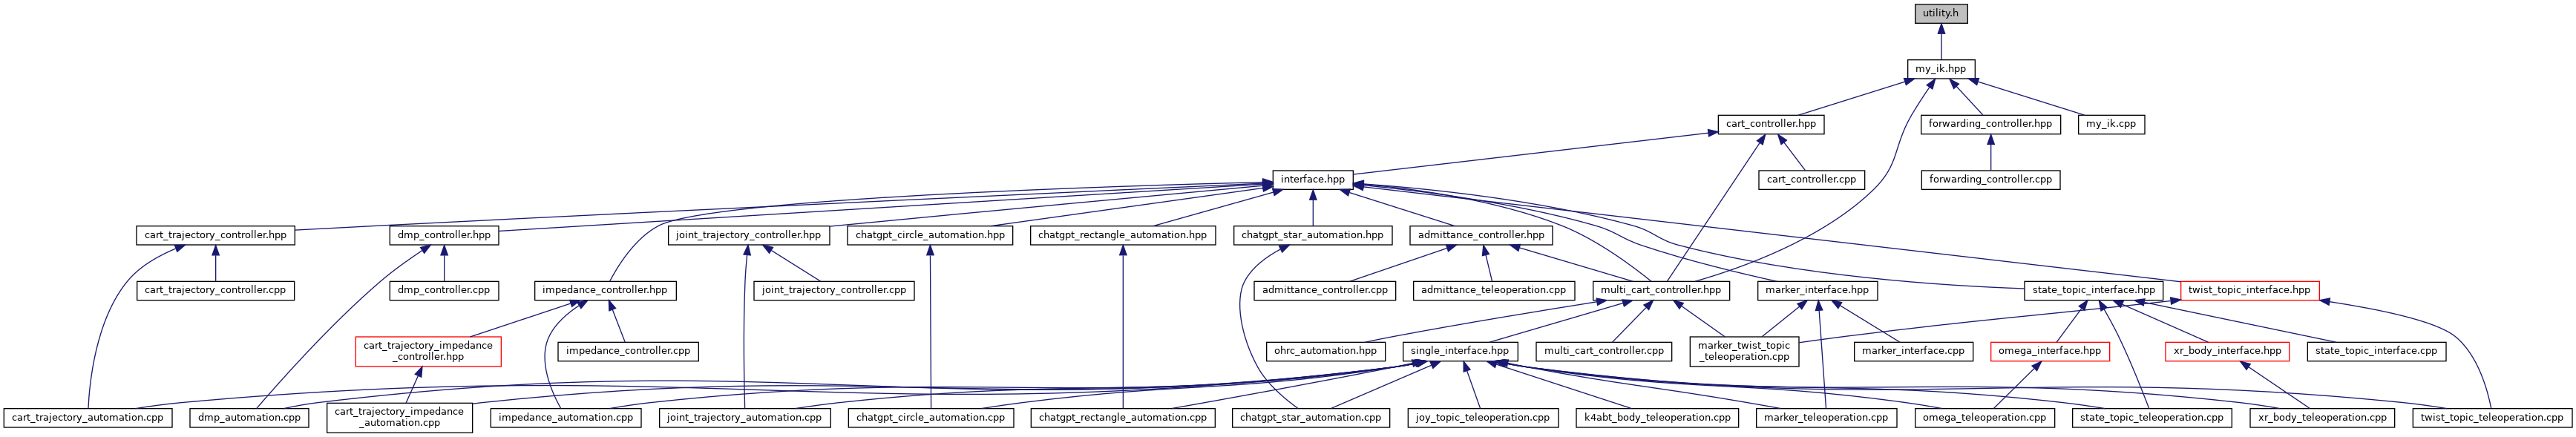 utility.h
my_ik.hpp
cart_controller.hpp
forwarding_controller.hpp
my_ik.cpp
interface.hpp
cart_controller.cpp
forwarding_controller.cpp
cart_trajectory_controller.hpp
dmp_controller.hpp
joint_trajectory_controller.hpp
chatgpt_circle_automation.hpp
chatgpt_rectangle_automation.hpp
chatgpt_star_automation.hpp
admittance_controller.hpp
cart_trajectory_controller.cpp
dmp_controller.cpp
impedance_controller.hpp
joint_trajectory_controller.cpp
admittance_controller.cpp
admittance_teleoperation.cpp
multi_cart_controller.hpp
marker_interface.hpp
state_topic_interface.hpp
twist_topic_interface.hpp
cart_trajectory_impedance
_controller.hpp
impedance_controller.cpp
ohrc_automation.hpp
single_interface.hpp
multi_cart_controller.cpp
marker_twist_topic
_teleoperation.cpp
marker_interface.cpp
omega_interface.hpp
xr_body_interface.hpp
state_topic_interface.cpp
cart_trajectory_automation.cpp
dmp_automation.cpp
cart_trajectory_impedance
_automation.cpp
impedance_automation.cpp
joint_trajectory_automation.cpp
chatgpt_circle_automation.cpp
chatgpt_rectangle_automation.cpp
chatgpt_star_automation.cpp
joy_topic_teleoperation.cpp
k4abt_body_teleoperation.cpp
marker_teleoperation.cpp
omega_teleoperation.cpp
state_topic_teleoperation.cpp
xr_body_teleoperation.cpp
twist_topic_teleoperation.cpp